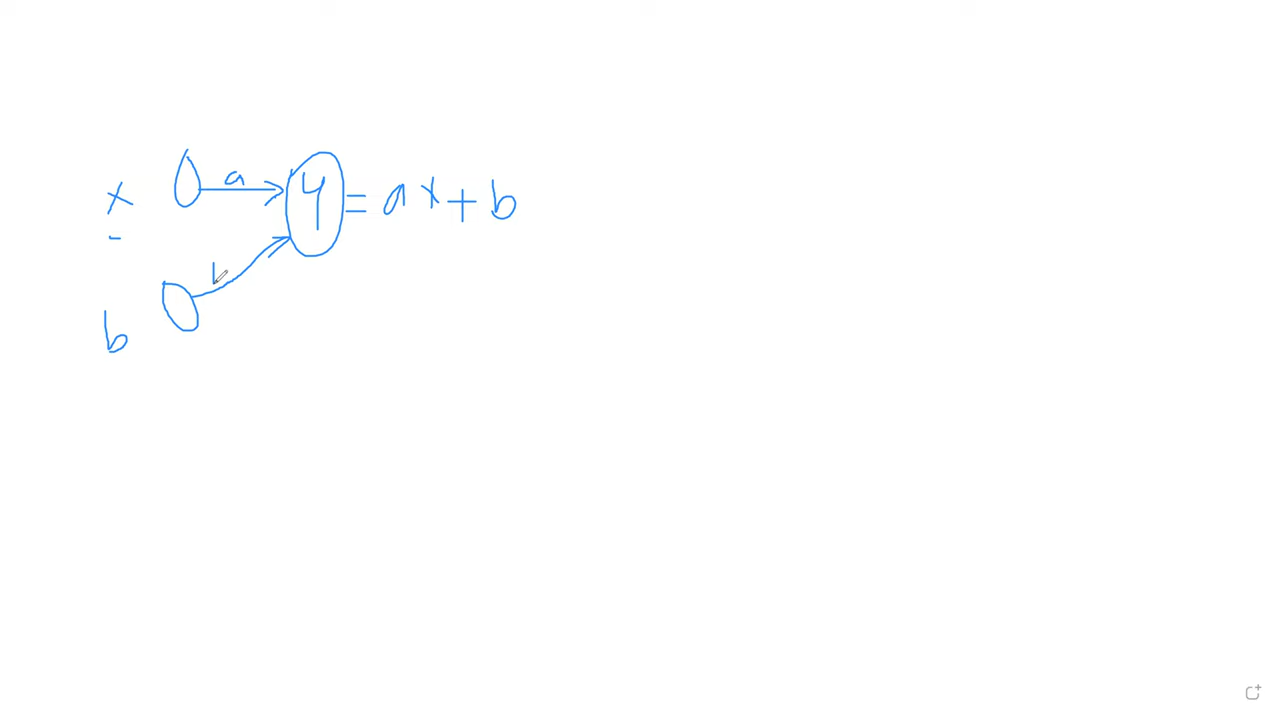 a
x y = ax + b
b